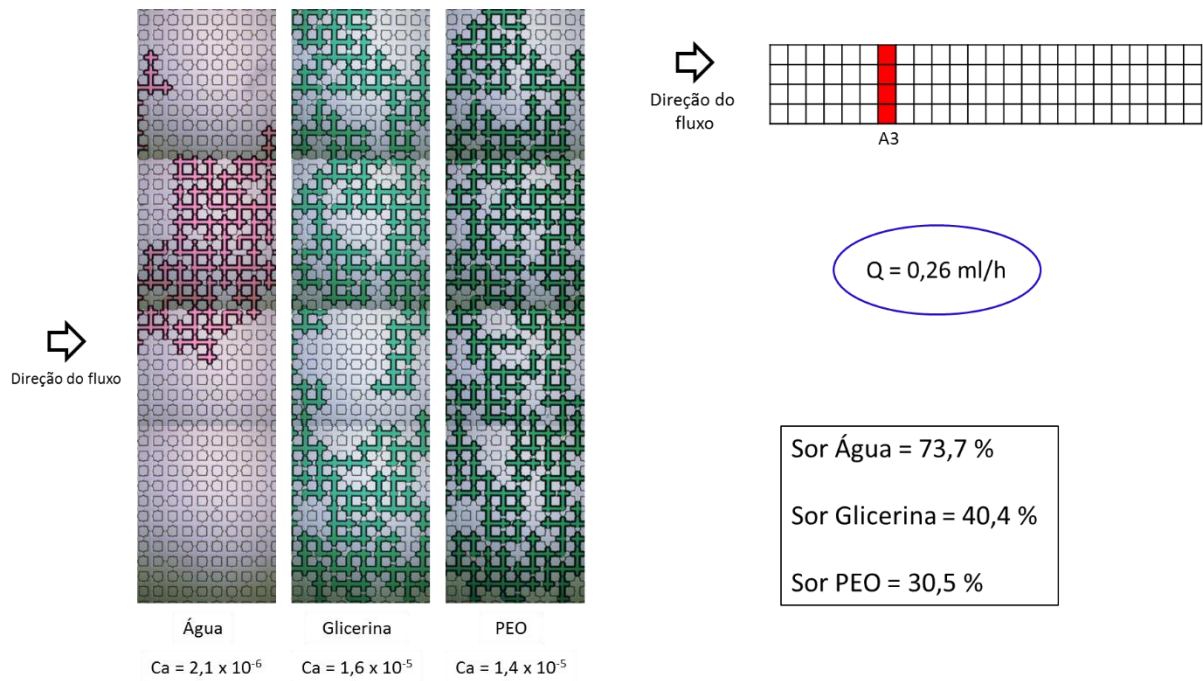 Direção do fluxo
Água
Glicerina
PEO
Ca = 2,1 x 10⁻⁶
Ca = 1,6 x 10⁻⁵
Ca = 1,4 x 10⁻⁵
Direção do
fluxo
A3
Q = 0,26 ml/h
Sor Água = 73,7 %
Sor Glicerina = 40,4 %
Sor PEO = 30,5 %